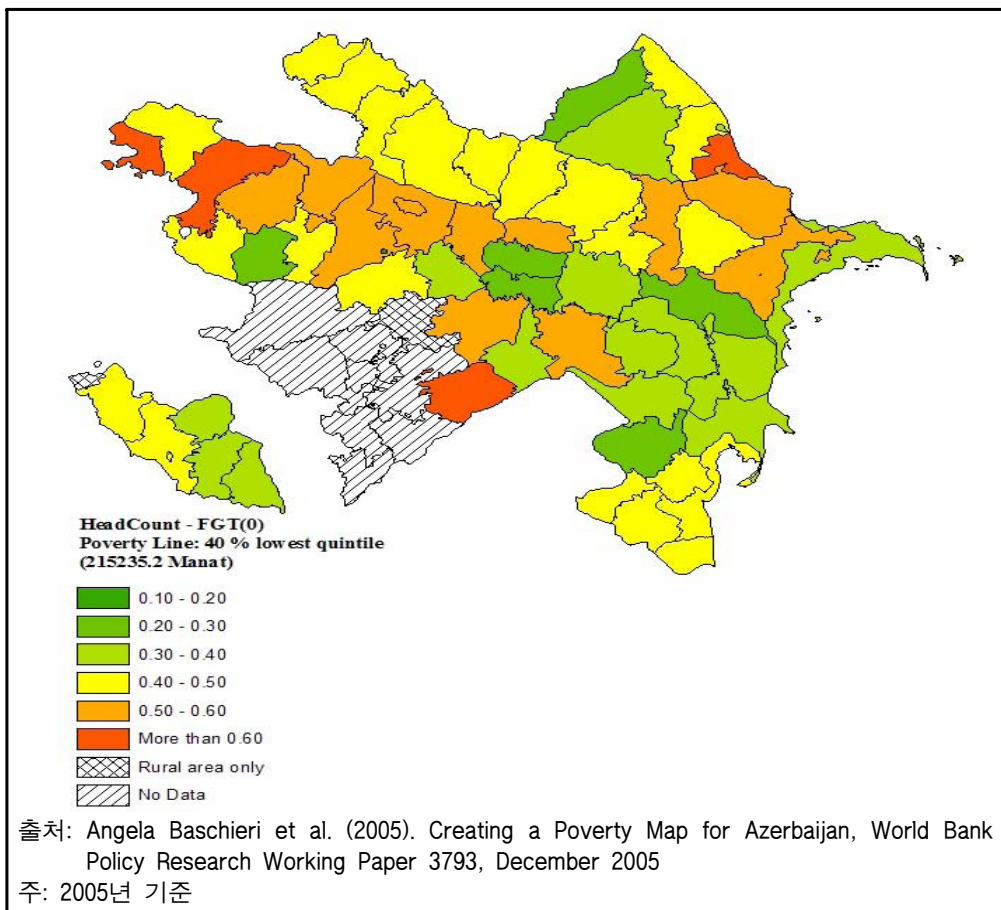 HeadCount - FGT(0)
Poverty Line: 40 % lowest quintile
(215235.2 Manat)
0.10 - 0.20
0.20 - 0.30
0.30 - 0.40
0.40 - 0.50
0.50 - 0.60
More than 0.60
Rural area only
No Data
출처: Angela Baschieri et al. (2005). Creating a Poverty Map for Azerbaijan, World Bank
Policy Research Working Paper 3793, December 2005
주: 2005년 기준